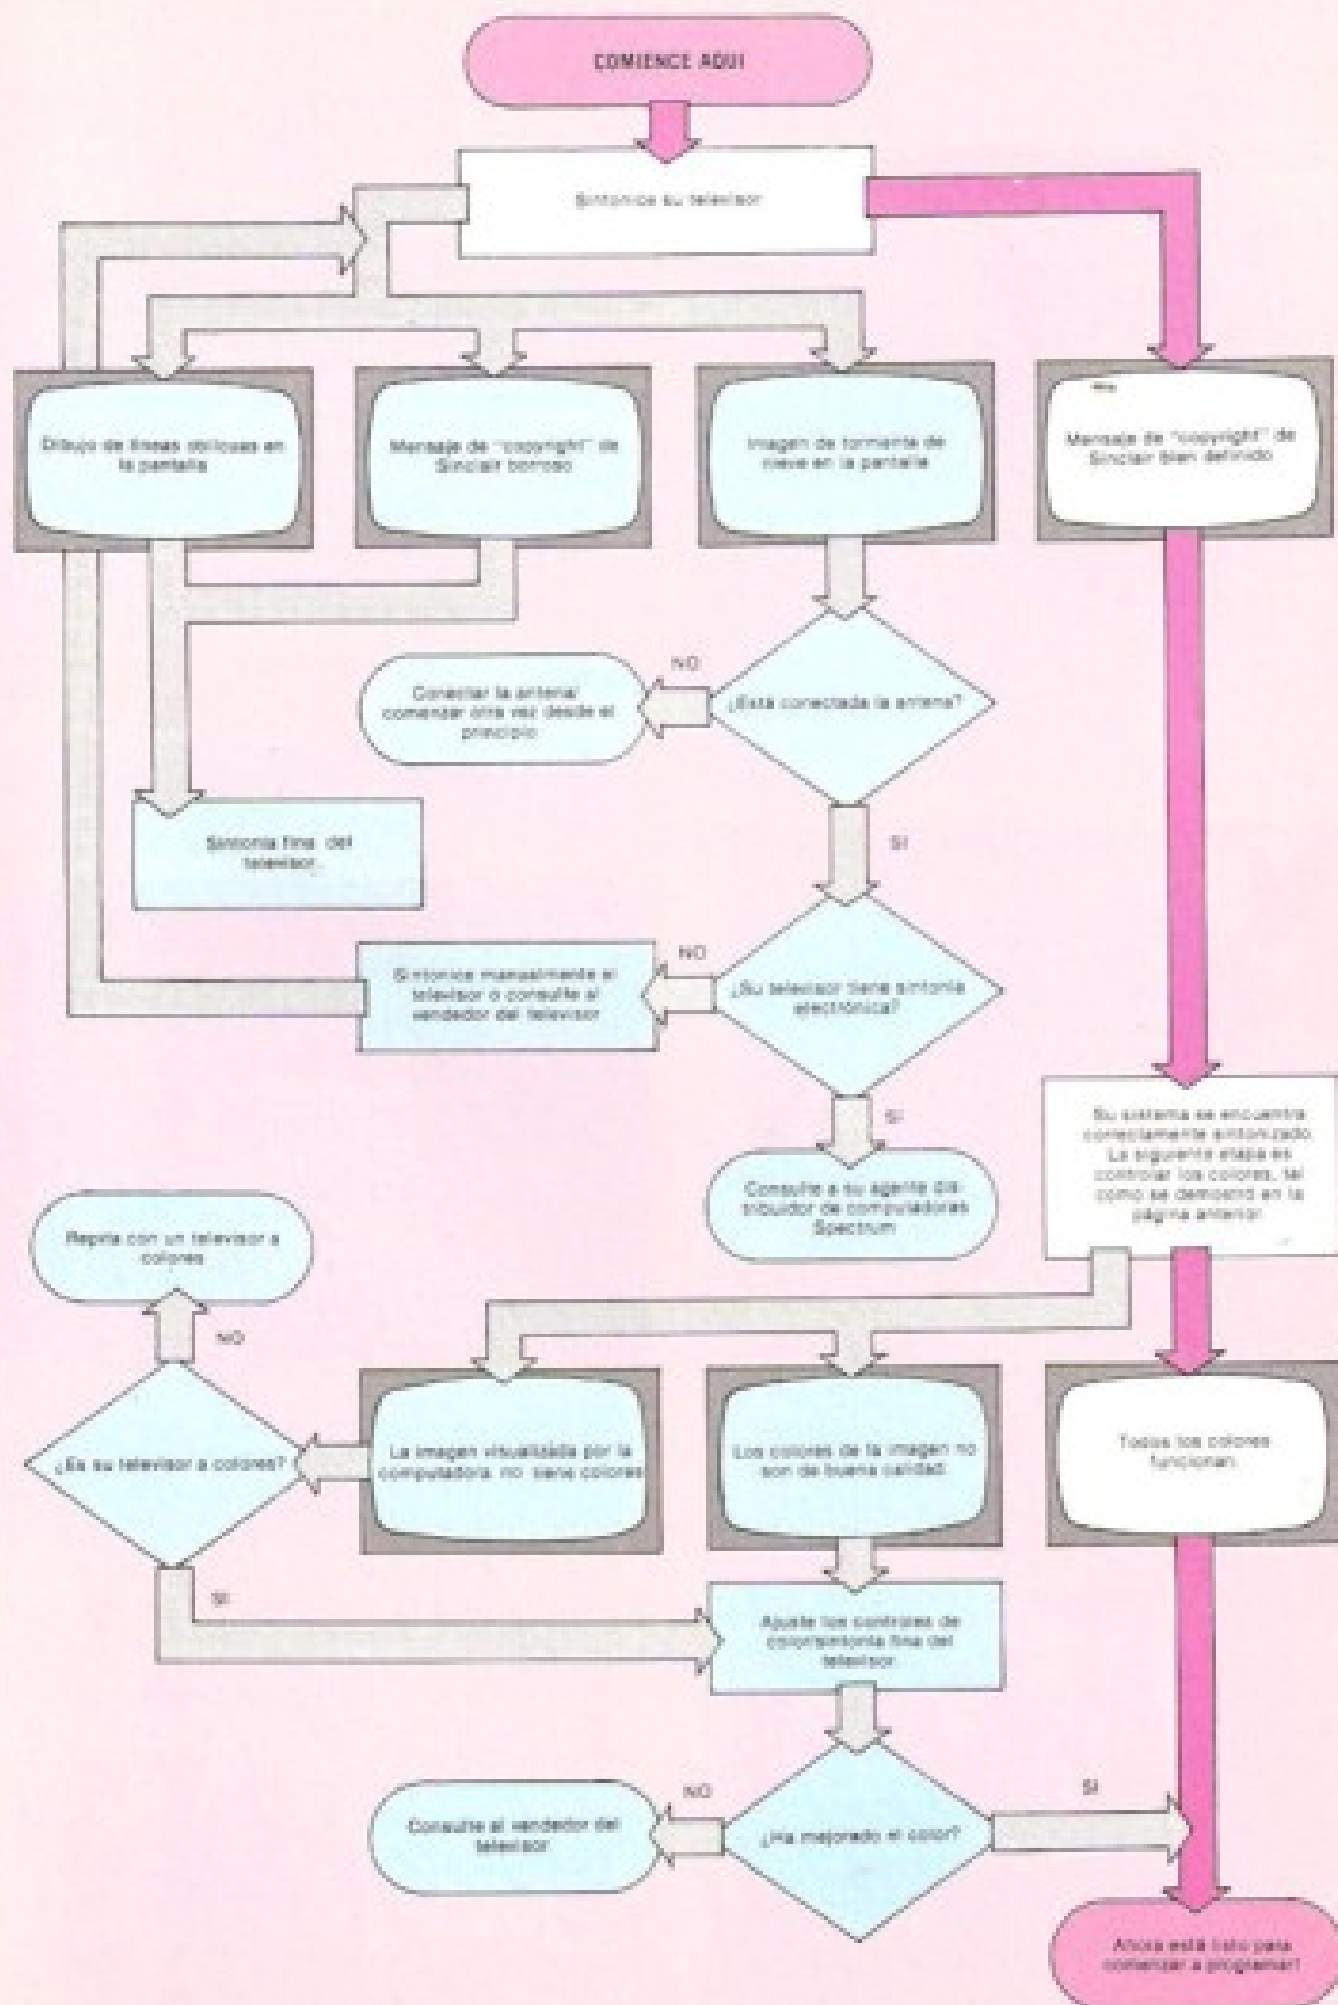 COMIENCE AQUI
Sintonice su televisor
Dibujo de líneas oblicuas en
la pantalla
Mensaje de "copyright" de
Sinclair borroso
Imagen de tormenta de
nieve en la pantalla
Mensaje de "copyright" de
Sinclair bien definido
NO
Conectar la antena/
comenzar otra vez desde el
principio
¿Está conectada la antena?
SI
Sintonía fina del
televisor.
NO
Sintonice manualmente el
televisor o consulte al
vendedor del televisor
¿Su televisor tiene sintonía
electrónica?
SI
Su sistema se encuentra
correctamente sintonizado.
La siguiente etapa es
controlar los colores, tal
como se demostró en la
página anterior.
Consulte a su agente dis-
tribuidor de computadoras
Spectrum
Repita con un televisor a
colores
NO
¿Es su televisor a colores?
La imagen visualizada por la
computadora no tiene colores
Los colores de la imagen no
son de buena calidad.
Todos los colores
funcionan.
SI
Ajuste los controles de
color/sintonía fina del
televisor.
NO
SI
Consulte al vendedor del
televisor
¿Ha mejorado el color?
Ahora está listo para
comenzar a programar!